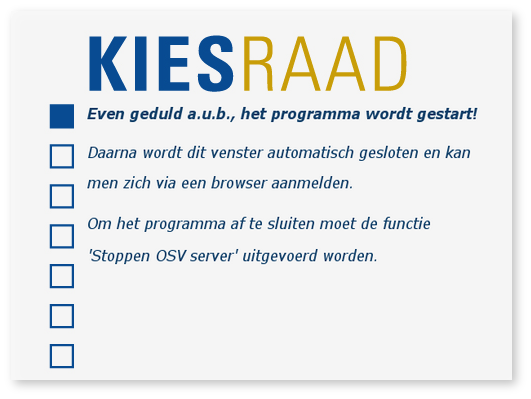 KIESRAAD
Even geduld a.u.b., het programma wordt gestart!
Daarna wordt dit venster automatisch gesloten en kan
men zich via een browser aanmelden.
Om het programma af te sluiten moet de functie
'Stoppen OSV server' uitgevoerd worden.